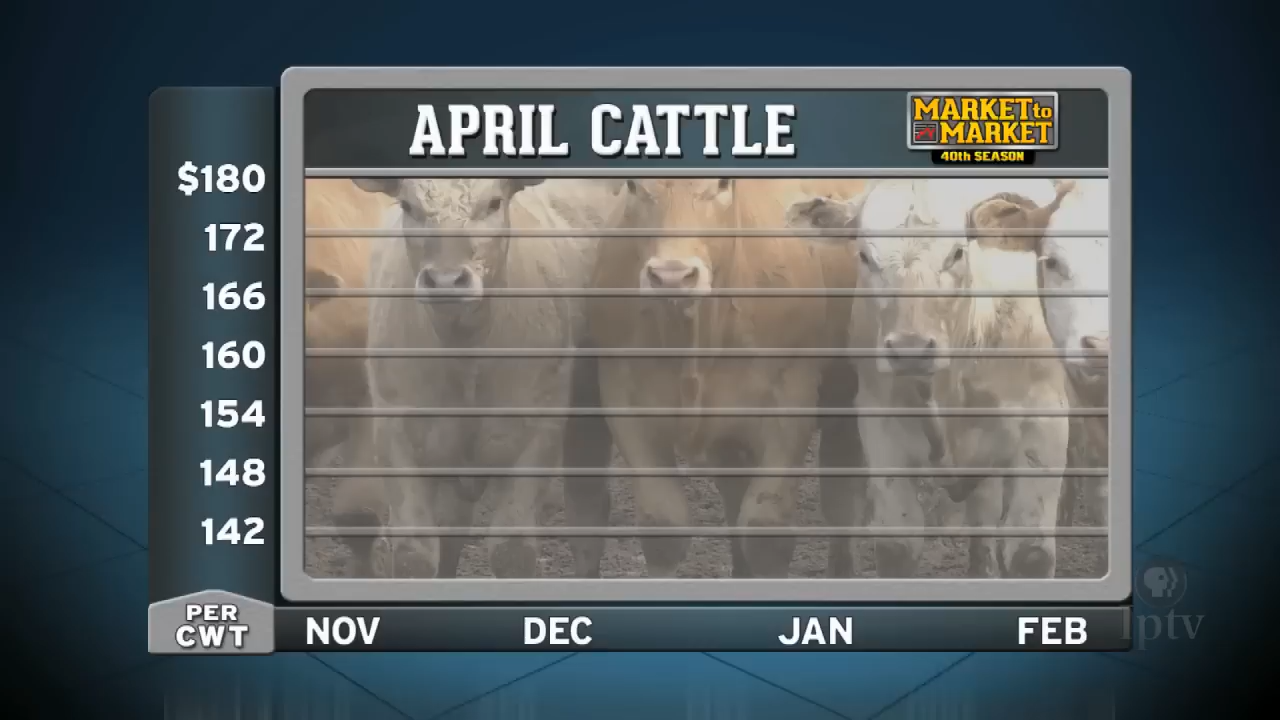 APRIL CATTLE
MARKET to
MARKET
40th SEASON
$180
172
166
160
154
148
142
PER
CWT
NOV DEC JAN FEB
iptv